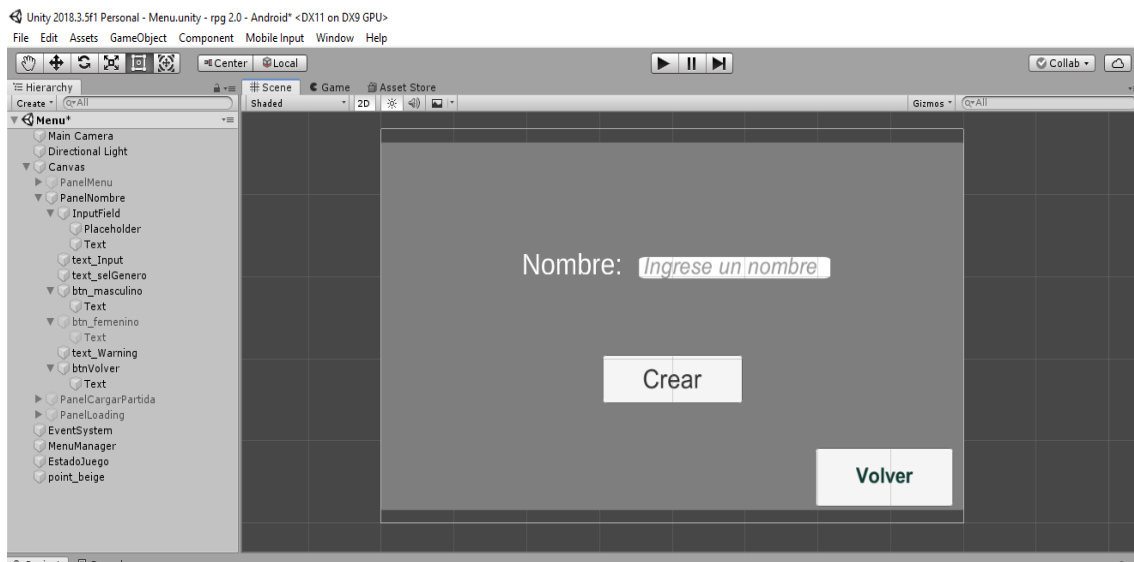 Unity 2018.3.5f1 Personal - Menu.unity - rpg 2.0 - Android* <DX11 on DX9 GPU>
File Edit Assets GameObject Component Mobile Input Window Help
Center Local Collab
Hierarchy
Scene Game Asset Store
Create All
Shaded 2D Gizmos All
Menu*
Main Camera
Directional Light
Canvas
PanelMenu
PanelNombre
InputField
Placeholder
Text
text_Input
text_selGenero
btn_masculino
Text
btn_femenino
Text
text_Warning
btnVolver
Text
PanelCargarPartida
PanelLoading
EventSystem
MenuManager
EstadoJuego
point_beige
Nombre: Ingrese un nombre
Crear
Volver